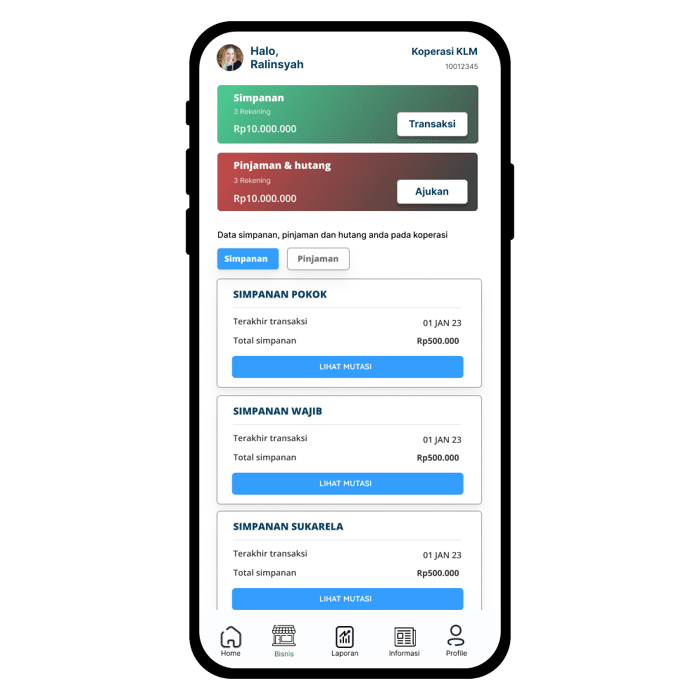 Halo,
Ralinsyah
Koperasi KLM
10012345
Simpanan
3 Rekening
Rp10.000.000
Transaksi
Pinjaman & hutang
3 Rekening
Rp10.000.000
Ajukan
Data simpanan, pinjaman dan hutang anda pada koperasi
Simpanan
Pinjaman
SIMPANAN POKOK
Terakhir transaksi
01 JAN 23
Total simpanan
Rp500.000
LIHAT MUTASI
SIMPANAN WAJIB
Terakhir transaksi
01 JAN 23
Total simpanan
Rp500.000
LIHAT MUTASI
SIMPANAN SUKARELA
Terakhir transaksi
01 JAN 23
Total simpanan
Rp500.000
LIHAT MUTASI
Home
Bisnis
Laporan
Informasi
Profile